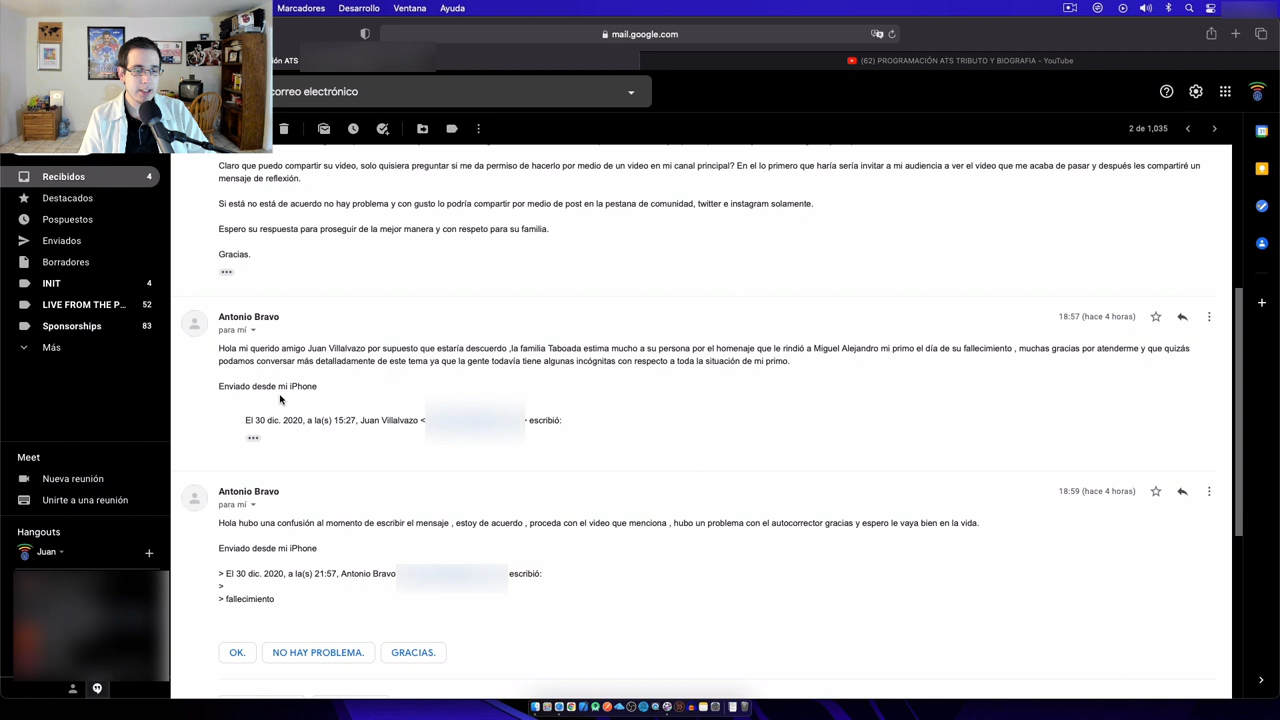 Marcadores Desarrollo Ventana Ayuda
mail.google.com
ón ATS
(62) PROGRAMACIÓN ATS TRIBUTO Y BIOGRAFIA - YouTube
correo electrónico
2 de 1,035
Recibidos 4
Destacados
Pospuestos
Enviados
Borradores
INIT 4
LIVE FROM THE P... 52
Sponsorships 83
Más
Meet
Nueva reunión
Unirte a una reunión
Hangouts
Juan
Claro que puedo compartir su video, solo quisiera preguntar si me da permiso de hacerlo por medio de un video en mi canal principal? En el lo primero que haría sería invitar a mi audiencia a ver el video que me acaba de pasar y después les compartiré un
mensaje de reflexión.
Si está no está de acuerdo no hay problema y con gusto lo podría compartir por medio de post en la pestana de comunidad, twitter e instagram solamente.
Espero su respuesta para proseguir de la mejor manera y con respeto para su familia.
Gracias.
Antonio Bravo 18:57 (hace 4 horas)
para mí
Hola mi querido amigo Juan Villalvazo por supuesto que estaría descuerdo ,la familia Taboada estima mucho a su persona por el homenaje que le rindió a Miguel Alejandro mi primo el día de su fallecimiento , muchas gracias por atenderme y que quizás
podamos conversar más detalladamente de este tema ya que la gente todavía tiene algunas incógnitas con respecto a toda la situación de mi primo.
Enviado desde mi iPhone
El 30 dic. 2020, a la(s) 15:27, Juan Villalvazo < escribió:
Antonio Bravo 18:59 (hace 4 horas)
para mí
Hola hubo una confusión al momento de escribir el mensaje , estoy de acuerdo , proceda con el video que menciona , hubo un problema con el autocorrector gracias y espero le vaya bien en la vida.
Enviado desde mi iPhone
> El 30 dic. 2020, a la(s) 21:57, Antonio Bravo escribió:
>
> fallecimiento
OK. NO HAY PROBLEMA. GRACIAS.